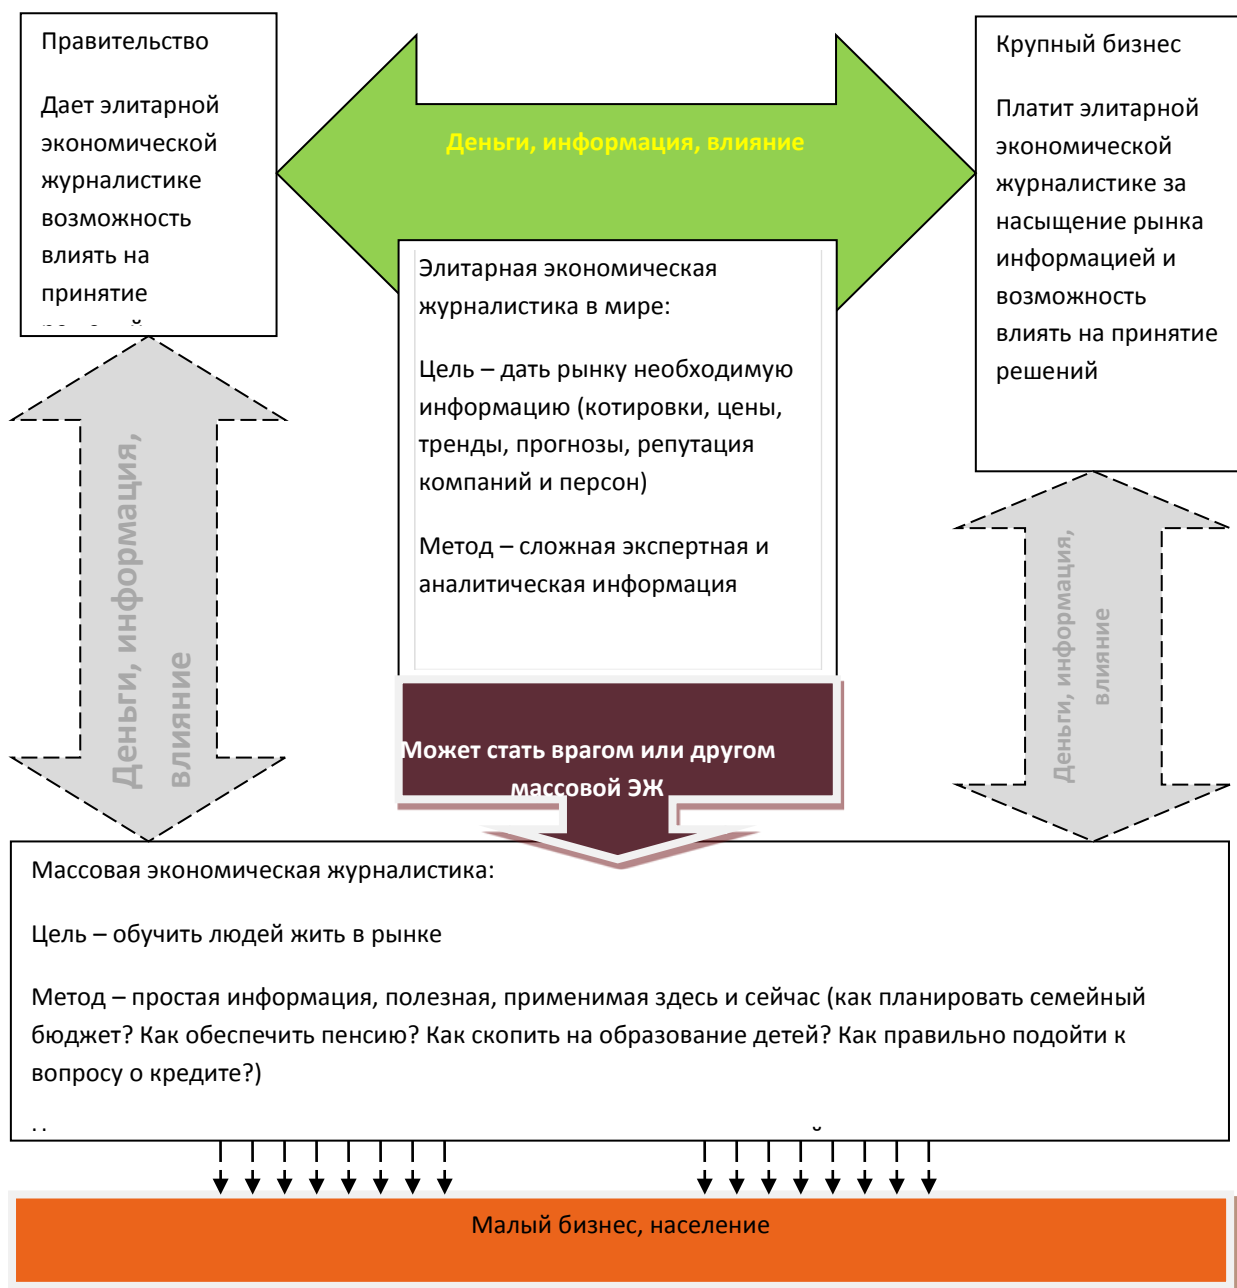 Правительство
Дает элитарной
экономической
журналистике
возможность
влиять на
принятие
Деньги, информация, влияние
Крупный бизнес
Платит элитарной
экономической
журналистике за
насыщение рынка
информацией и
возможность
влиять на принятие
решений
Элитарная экономическая
журналистика в мире:
Цель – дать рынку необходимую
информацию (котировки, цены,
тренды, прогнозы, репутация
компаний и персон)
Метод – сложная экспертная и
аналитическая информация
Деньги, информация,
влияние
Деньги, информация,
влияние
Может стать врагом или другом
массовой ЭЖ
Массовая экономическая журналистика:
Цель – обучить людей жить в рынке
Метод – простая информация, полезная, применимая здесь и сейчас (как планировать семейный
бюджет? Как обеспечить пенсию? Как скопить на образование детей? Как правильно подойти к
вопросу о кредите?)
Малый бизнес, население